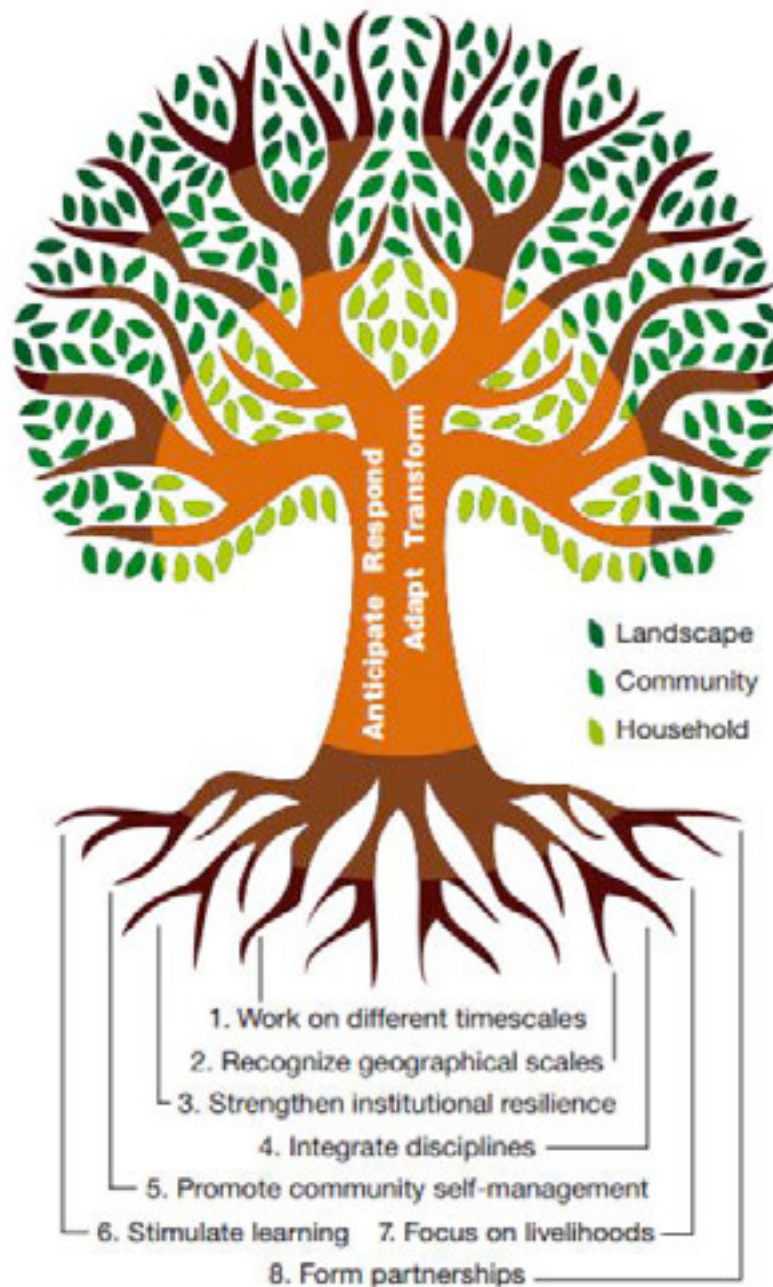 Anticipate Respond
Adapt Transform
Landscape
Community
Household
1. Work on different timescales
2. Recognize geographical scales
3. Strengthen institutional resilience
4. Integrate disciplines
5. Promote community self-management
6. Stimulate learning 7. Focus on livelihoods
8. Form partnerships